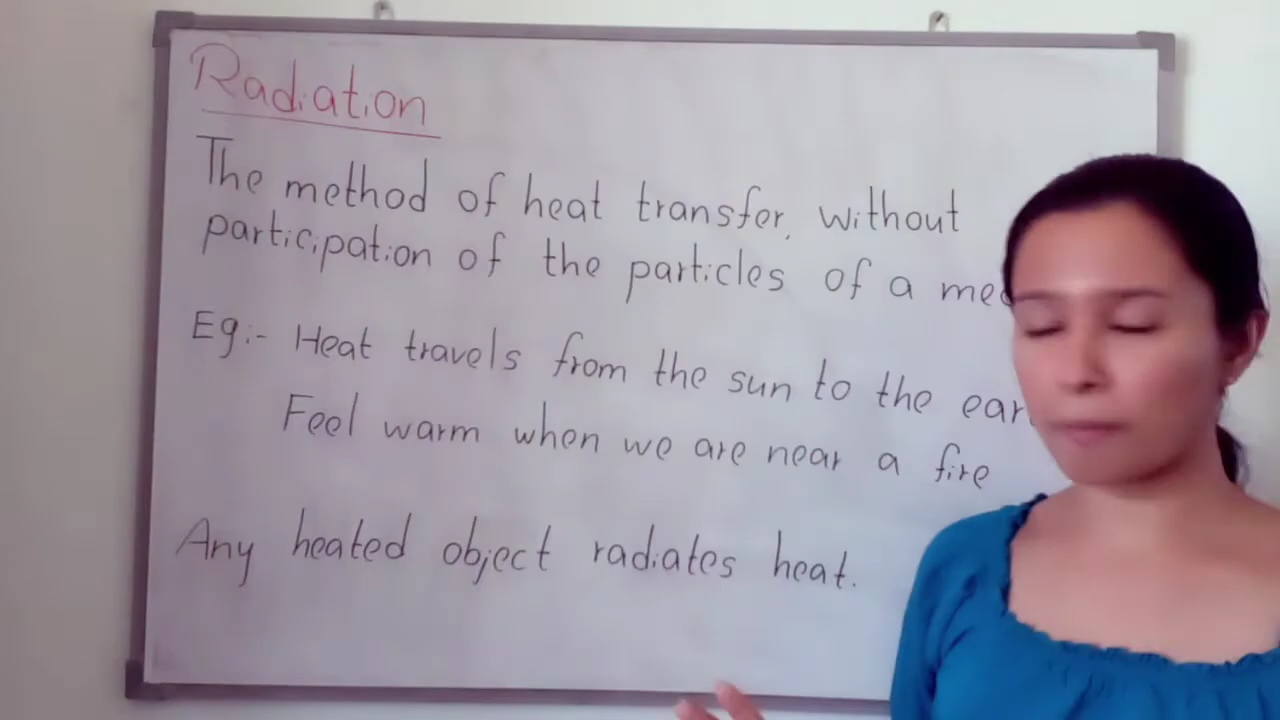 Radiation
The method of heat transfer, without
participation of the particles of a
Eg:- Heat travels from the sun to the
Feel warm when we are near a fire
Any heated object radiates heat.